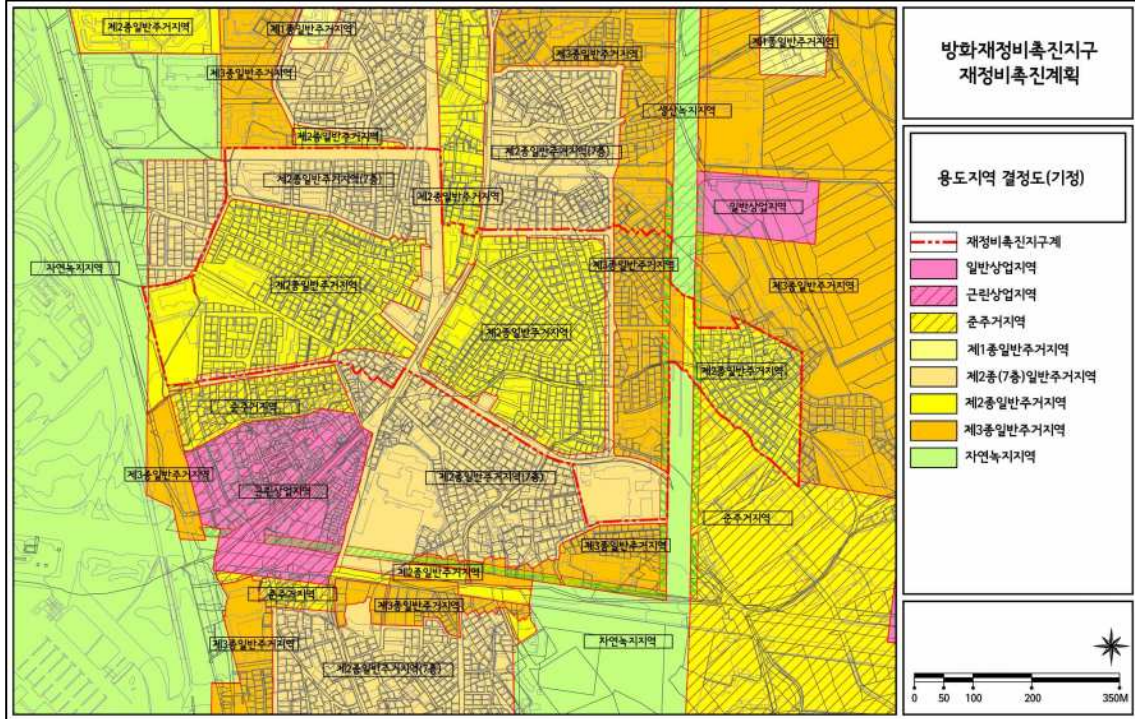 제2종일반주거지역
제1종일반주거지역
제3종일반주거지역
제1종일반주거지역
제3종일반주거지역
생산녹지지역
제2종일반주거지역
제2종일반주거지역(7층)
제2종일반주거지역(7층)
제2종일반주거지역
일반상업지역
자연녹지지역
제3종일반주거지역
제2종일반주거지역
제3종일반주거지역
제2종일반주거지역
제2종일반주거지역
준주거지역
제3종일반주거지역
제2종일반주거지역(7층)
근린상업지역
준주거지역
제3종일반주거지역
제2종일반주거지역
준주거지역
제3종일반주거지역
제3종일반주거지역
자연녹지지역
제2종일반주거지역(7층)
방화재정비촉진지구
재정비촉진계획
용도지역 결정도(기정)
재정비촉진지구계
일반상업지역
근린상업지역
준주거지역
제1종일반주거지역
제2종(7층)일반주거지역
제2종일반주거지역
제3종일반주거지역
자연녹지지역
0 50 100 200 350M